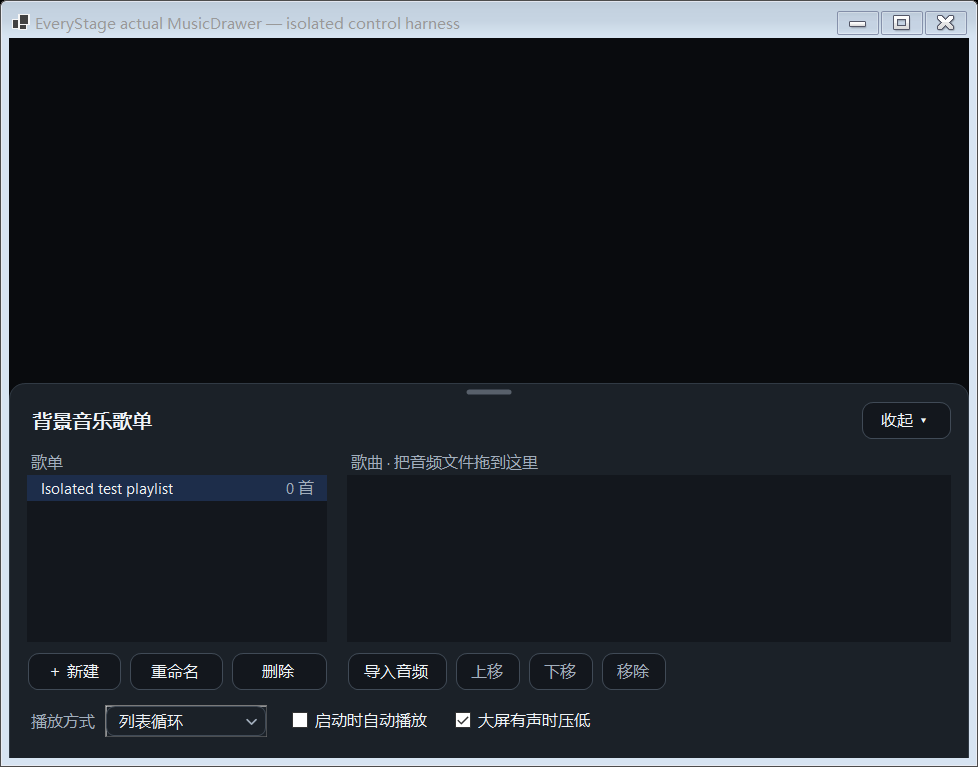 EveryStage actual MusicDrawer — isolated control harness
背景音乐歌单
收起 ▾
歌单
歌曲 · 把音频文件拖到这里
Isolated test playlist 0 首
+ 新建 重命名 删除 导入音频 上移 下移 移除
播放方式 列表循环 启动时自动播放 大屏有声时压低